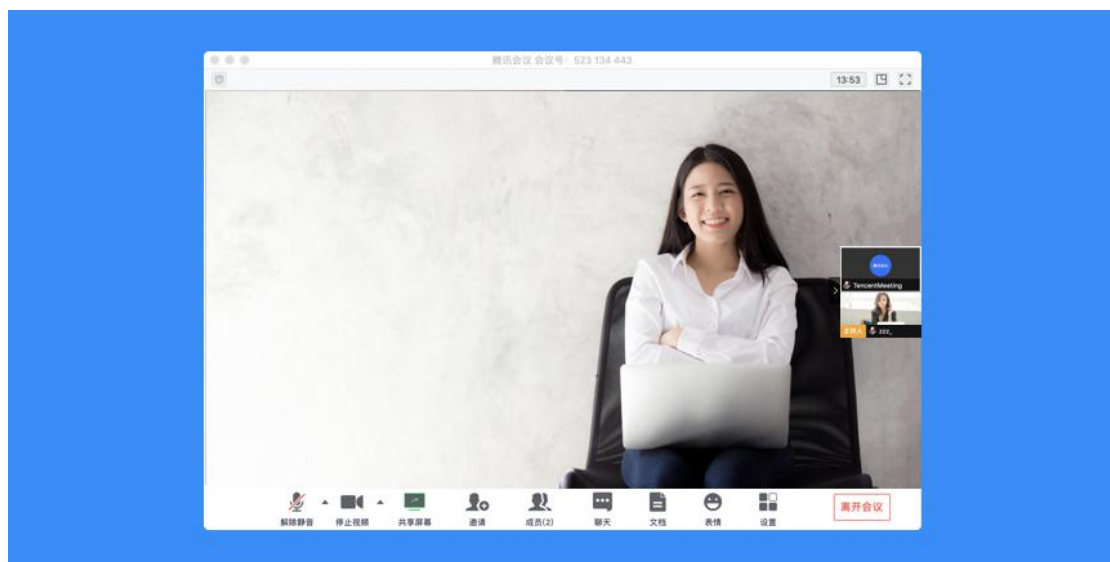 腾讯会议 会议号：523 134 443
13:53
TencentMeeting
主持人 zzz_
解除静音 停止视频 共享屏幕 邀请 成员(2) 聊天 文档 表情 设置 离开会议